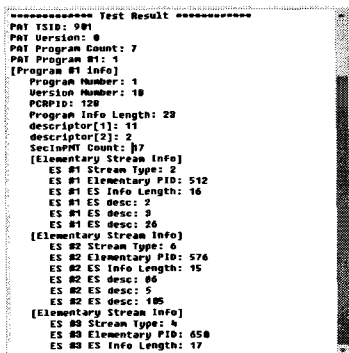 ============ Test Result ============
PAT TSID: 901
PAT Version: 0
PAT Program Count: 7
PAT Program #1: 1
[Program #1 info]
Program Number: 1
Version Number: 18
PCRPID: 128
Program Info Length: 23
descriptor[1]: 11
descriptor[2]: 2
SecInPMT Count: 17
[Elementary Stream Info]
ES #1 Stream Type: 2
ES #1 Elementary PID: 512
ES #1 ES Info Length: 16
ES #1 ES desc: 2
ES #1 ES desc: 3
ES #1 ES desc: 26
[Elementary Stream Info]
ES #2 Stream Type: 6
ES #2 Elementary PID: 576
ES #2 ES Info Length: 15
ES #2 ES desc: 86
ES #2 ES desc: 5
ES #2 ES desc: 105
[Elementary Stream Info]
ES #3 Stream Type: 4
ES #3 Elementary PID: 650
ES #3 ES Info Length: 17